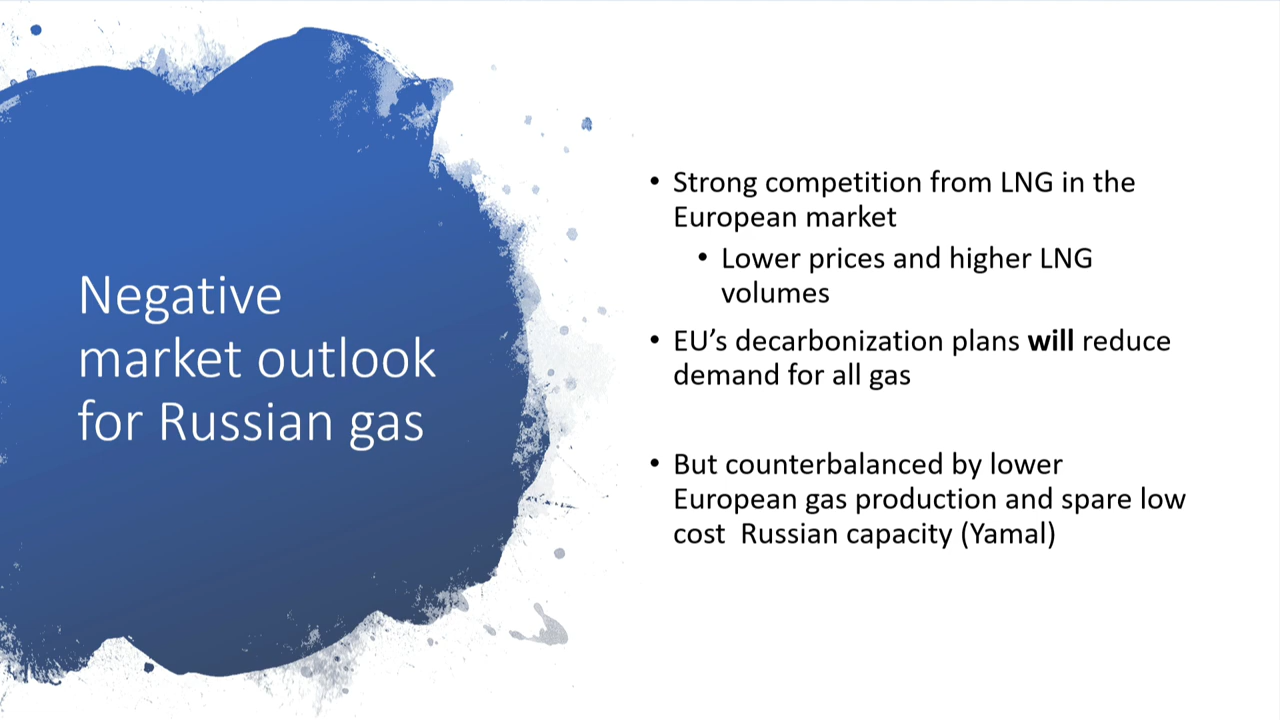 Negative
market outlook
for Russian gas
• Strong competition from LNG in the
European market
• Lower prices and higher LNG
volumes
• EU’s decarbonization plans will reduce
demand for all gas
• But counterbalanced by lower
European gas production and spare low
cost  Russian capacity (Yamal)